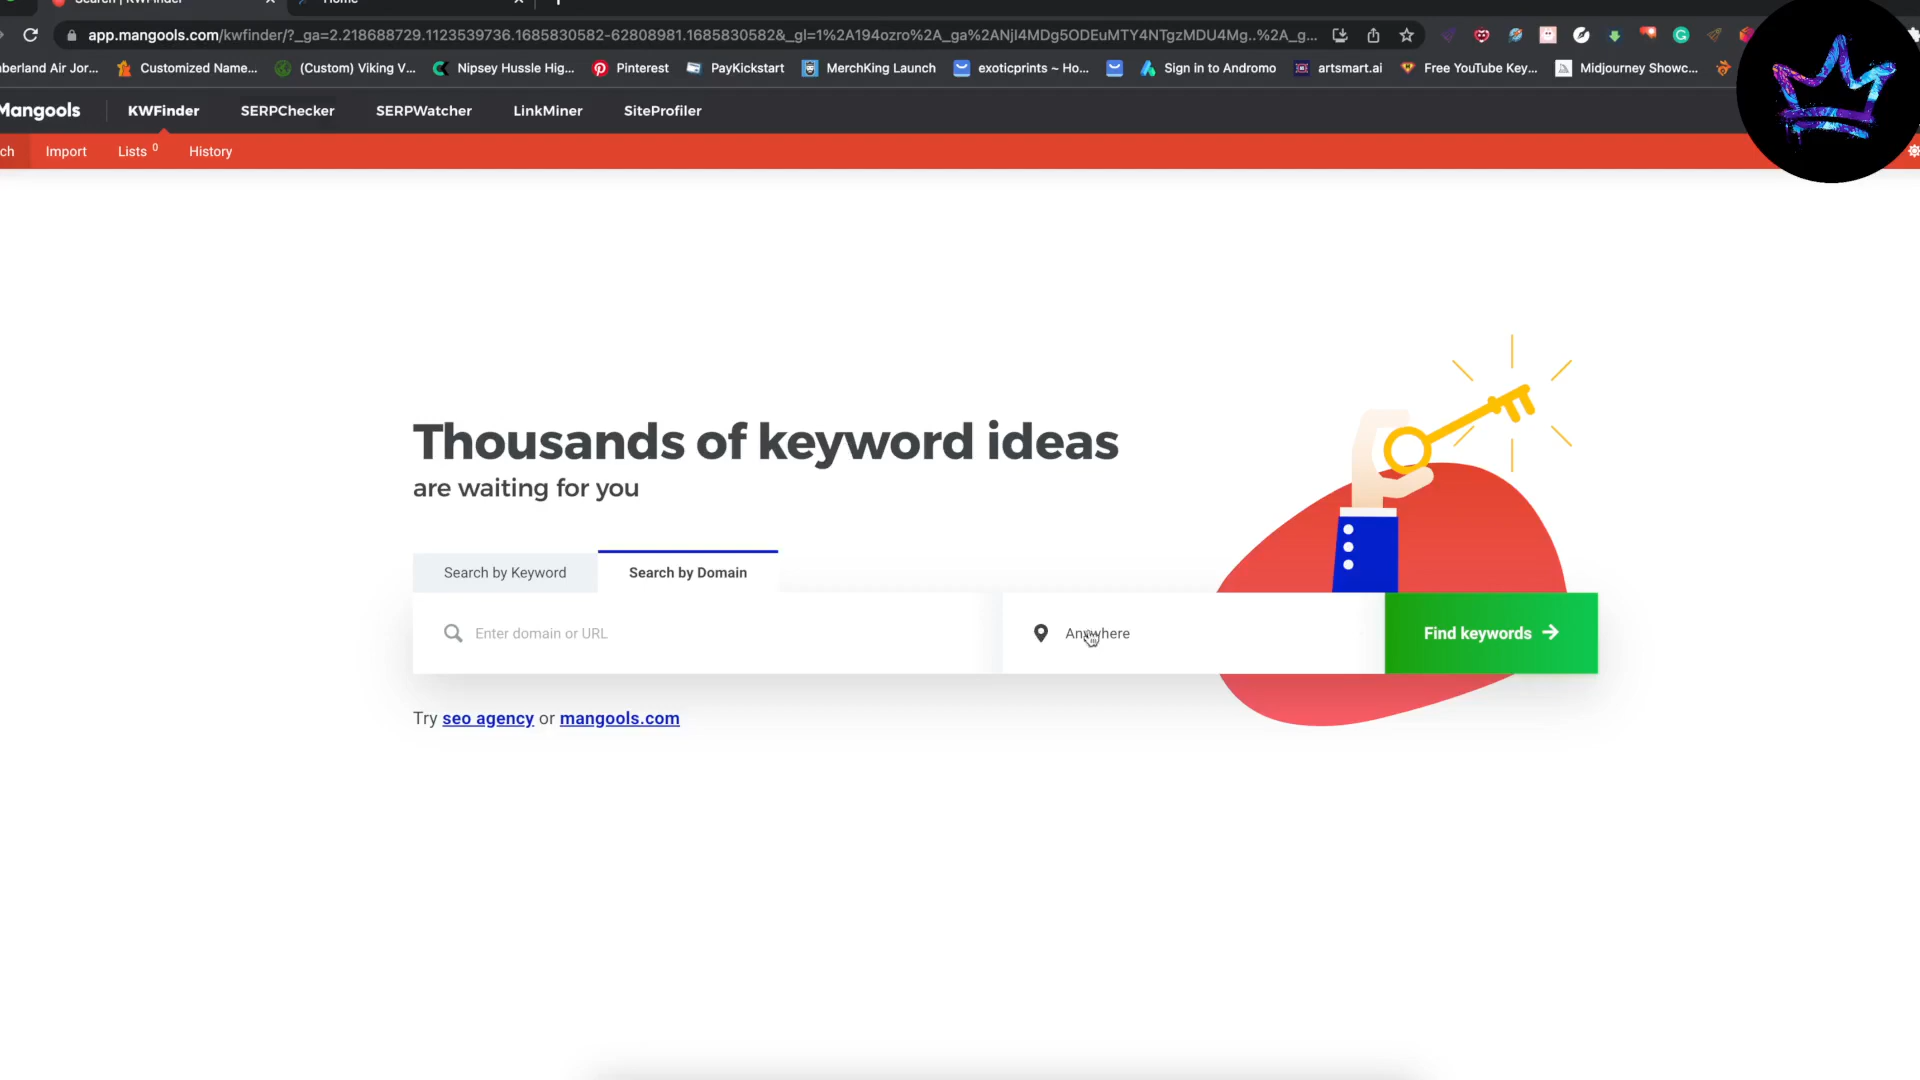 Search | KWFinder
Home
app.mangools.com/kwfinder/?_ga=2.218688729.1123539736.1685830582-62808981.1685830582&_gl=1%2A194ozro%2A_ga%2ANjI4MDg5ODEuMTY4NTgzMDU4Mg..%2A_g...
berland Air Jor...
Customized Name...
(Custom) Viking V...
Nipsey Hussle Hig...
Pinterest
PayKickstart
MerchKing Launch
exoticprints ~ Ho...
Sign in to Andromo
artsmart.ai
Free YouTube Key...
Midjourney Showc...
Mangools
KWFinder
SERPChecker
SERPWatcher
LinkMiner
SiteProfiler
ch
Import
Lists 0
History
Thousands of keyword ideas
are waiting for you
Search by Keyword
Search by Domain
Enter domain or URL
Anywhere
Find keywords
Try seo agency or mangools.com